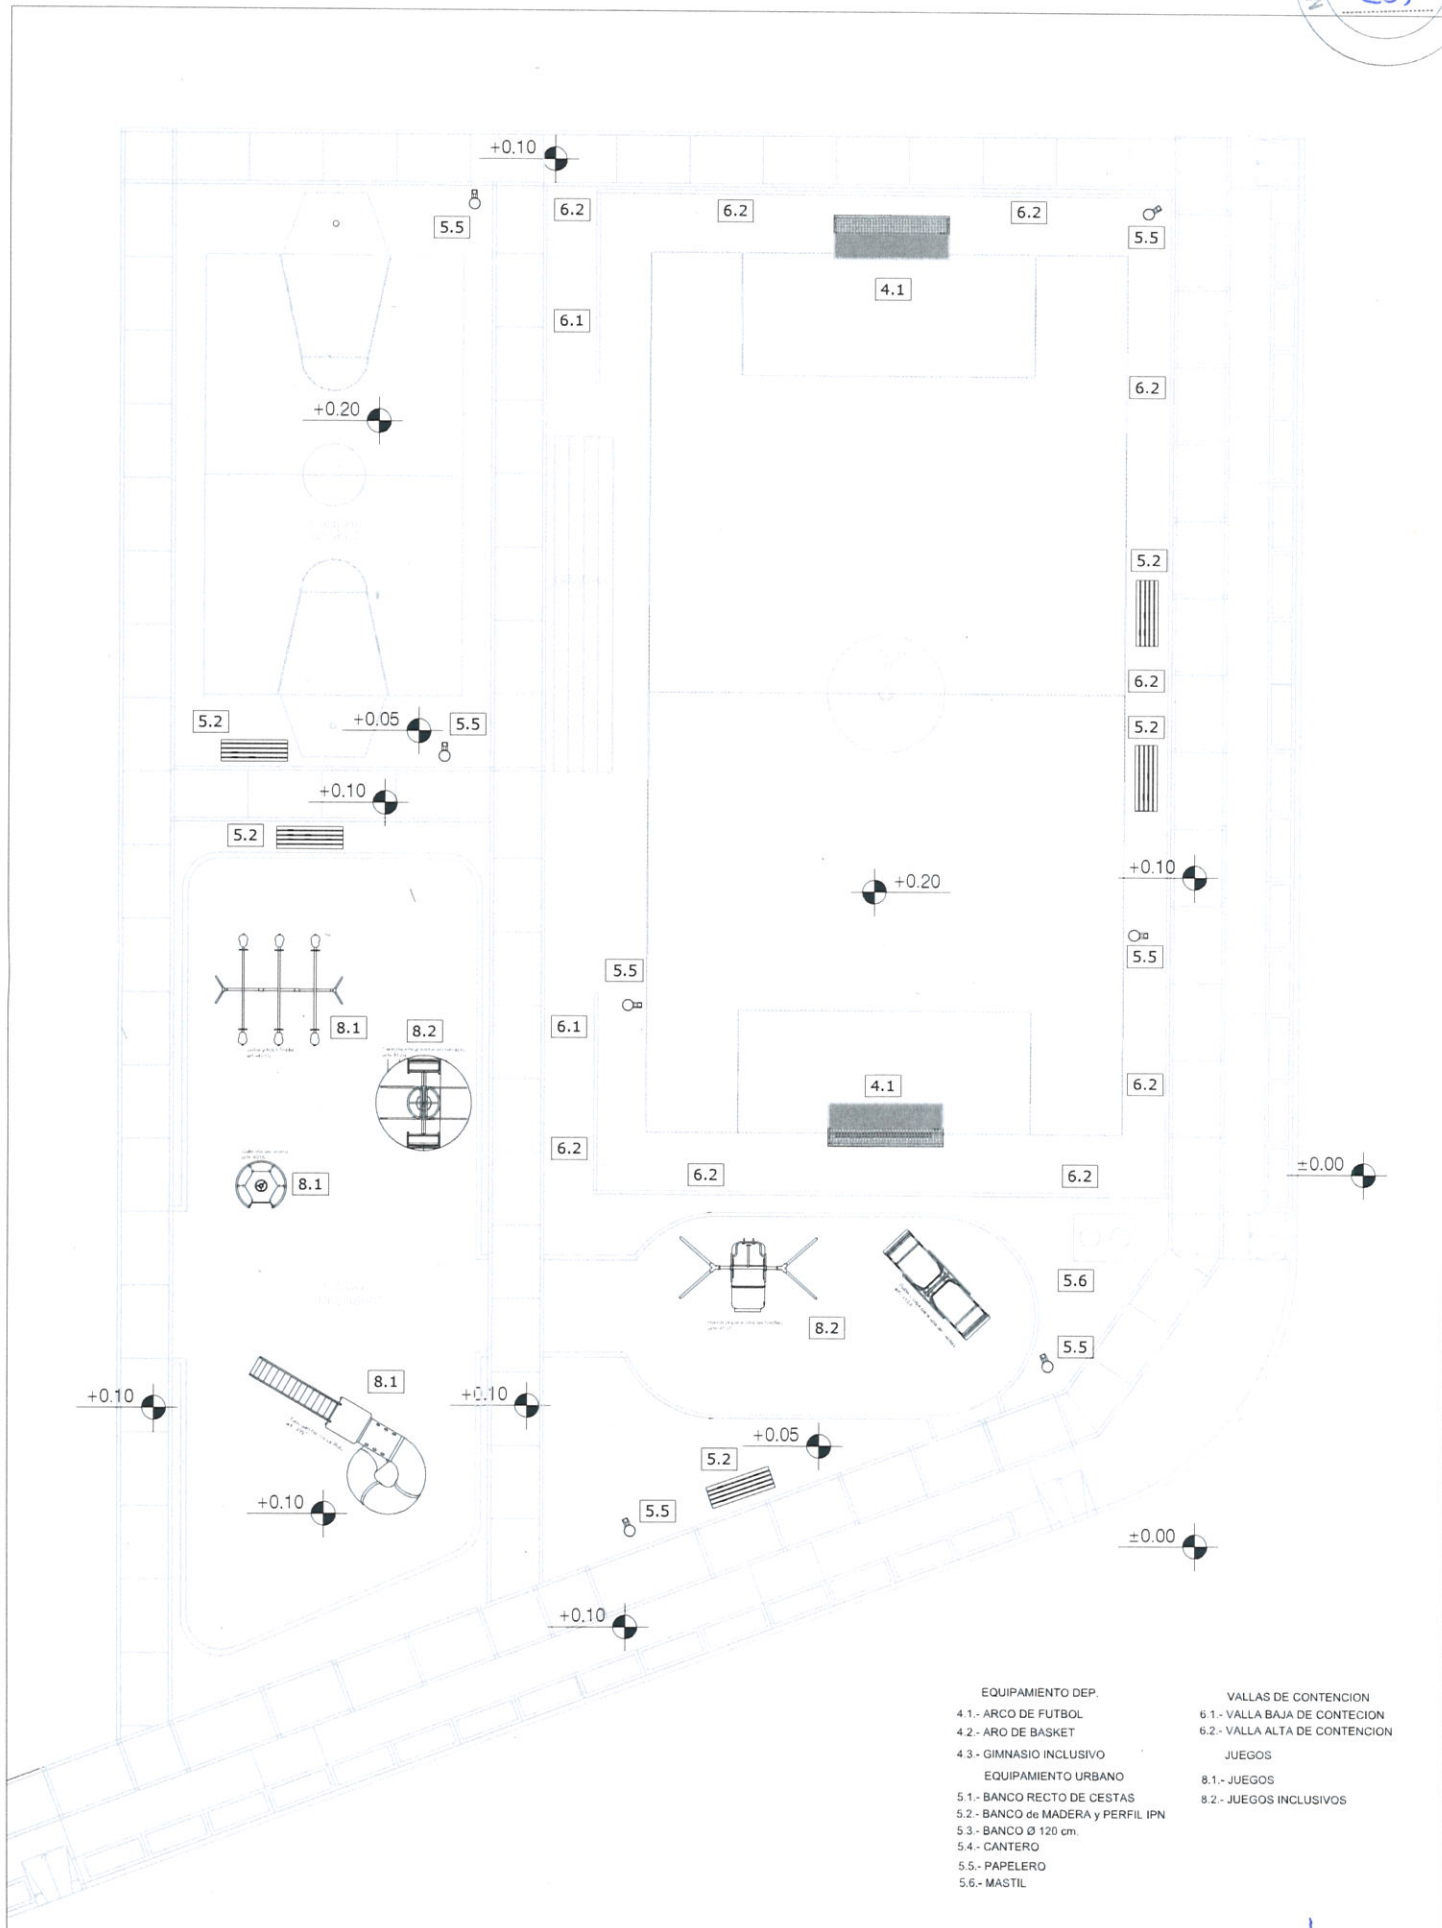 +0.10
6.2
6.2
6.2
5.5
5.5
4.1
6.1
6.2
+0.20
5.2
6.2
5.2
+0.05
5.5
5.2
+0.10
5.2
+0.10
+0.20
5.5
5.5
8.1
8.2
6.1
4.1
6.2
6.2
6.2
6.2
±0.00
8.1
5.6
8.2
5.5
8.1
+0.10
+0.10
+0.05
5.2
+0.10
5.5
±0.00
+0.10
EQUIPAMIENTO DEP.
4.1.- ARCO DE FUTBOL
4.2.- ARO DE BASKET
4.3.- GIMNASIO INCLUSIVO
EQUIPAMIENTO URBANO
5.1.- BANCO RECTO DE CESTAS
5.2.- BANCO de MADERA y PERFIL IPN
5.3.- BANCO Ø 120 cm.
5.4.- CANTERO
5.5.- PAPELERO
5.6.- MASTIL
VALLAS DE CONTENCION
6.1.- VALLA BAJA DE CONTECION
6.2.- VALLA ALTA DE CONTENCION
JUEGOS
8.1.- JUEGOS
8.2.- JUEGOS INCLUSIVOS